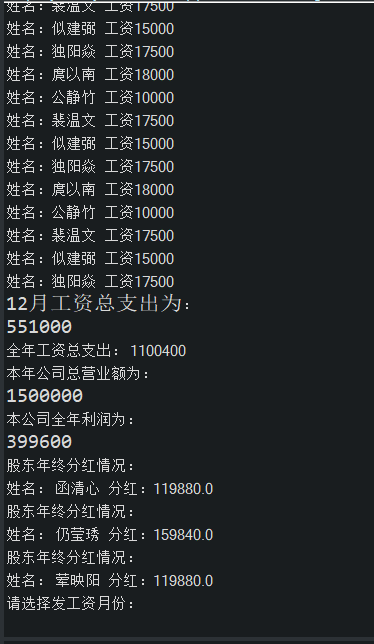 姓名：裴温文 工资17500
姓名：似建弼 工资15000
姓名：独阳焱 工资17500
姓名：廙以南 工资18000
姓名：公静竹 工资10000
姓名：裴温文 工资17500
姓名：似建弼 工资15000
姓名：独阳焱 工资17500
姓名：廙以南 工资18000
姓名：公静竹 工资10000
姓名：裴温文 工资17500
姓名：似建弼 工资15000
姓名：独阳焱 工资17500
12月工资总支出为：
551000
全年工资总支出：1100400
本年公司总营业额为：
1500000
本公司全年利润为：
399600
股东年终分红情况：
姓名：函清心 分红：119880.0
股东年终分红情况：
姓名：仍莹琇 分红：159840.0
股东年终分红情况：
姓名：荤映阳 分红：119880.0
请选择发工资月份：